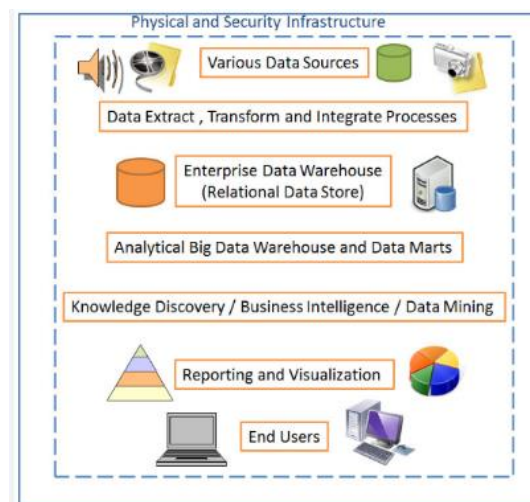 Physical and Security Infrastructure
Various Data Sources
Data Extract , Transform and Integrate Processes
Enterprise Data Warehouse
(Relational Data Store)
Analytical Big Data Warehouse and Data Marts
Knowledge Discovery / Business Intelligence / Data Mining
Reporting and Visualization
End Users